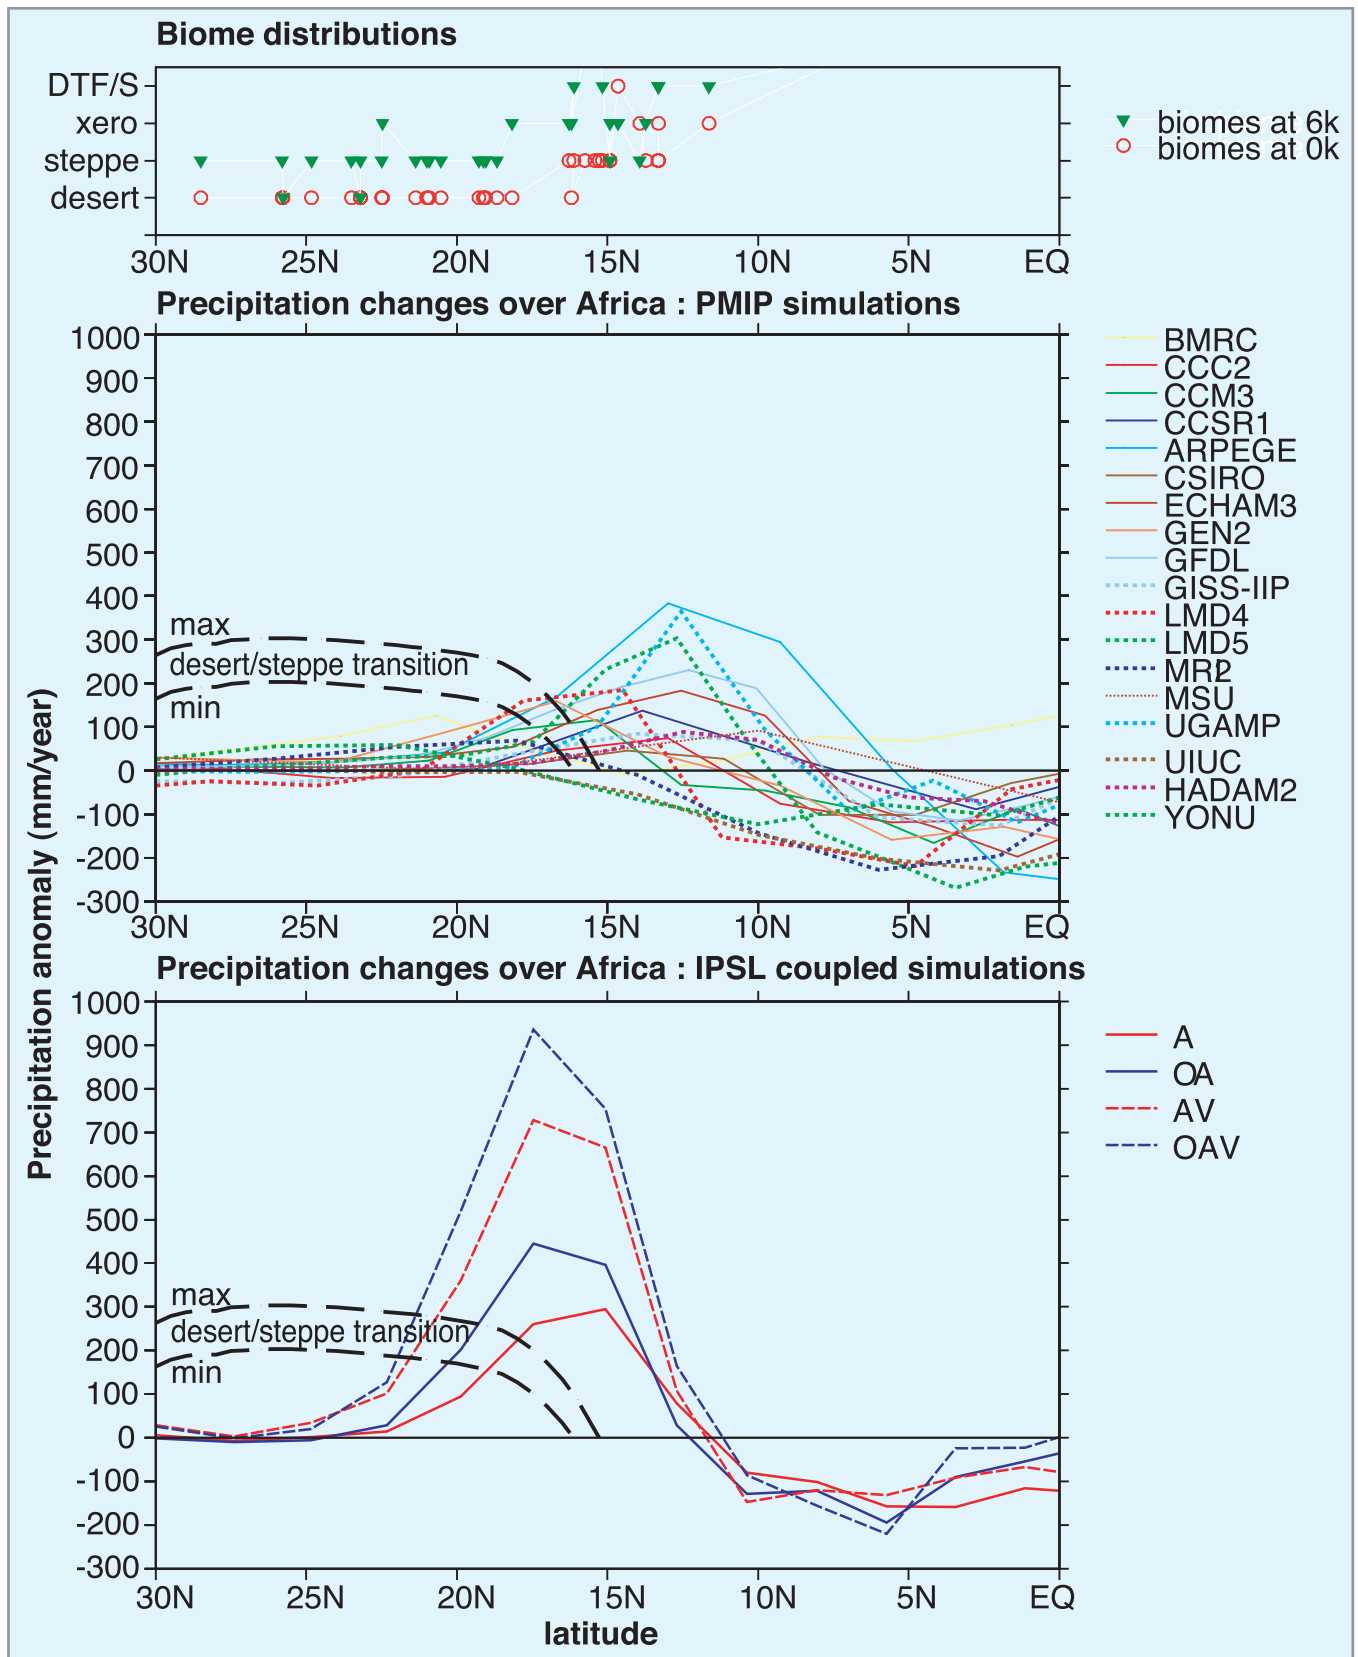 Biome distributions
DTF/S
xero
steppe
desert
30N 25N 20N 15N 10N 5N EQ
biomes at 6k
biomes at 0k
Precipitation changes over Africa : PMIP simulations
1000
900
800
700
600
500
400
300
200
100
0
-100
-200
-300
max
desert/steppe transition
min
30N 25N 20N 15N 10N 5N EQ
BMRC
CCC2
CCM3
CCSR1
ARPEGE
CSIRO
ECHAM3
GEN2
GFDL
GISS-IIP
LMD4
LMD5
MRI2
MSU
UGAMP
UIUC
HADAM2
YONU
Precipitation anomaly (mm/year)
Precipitation changes over Africa : IPSL coupled simulations
1000
900
800
700
600
500
400
300
200
100
0
-100
-200
-300
max
desert/steppe transition
min
30N 25N 20N 15N 10N 5N EQ
latitude
A
OA
AV
OAV